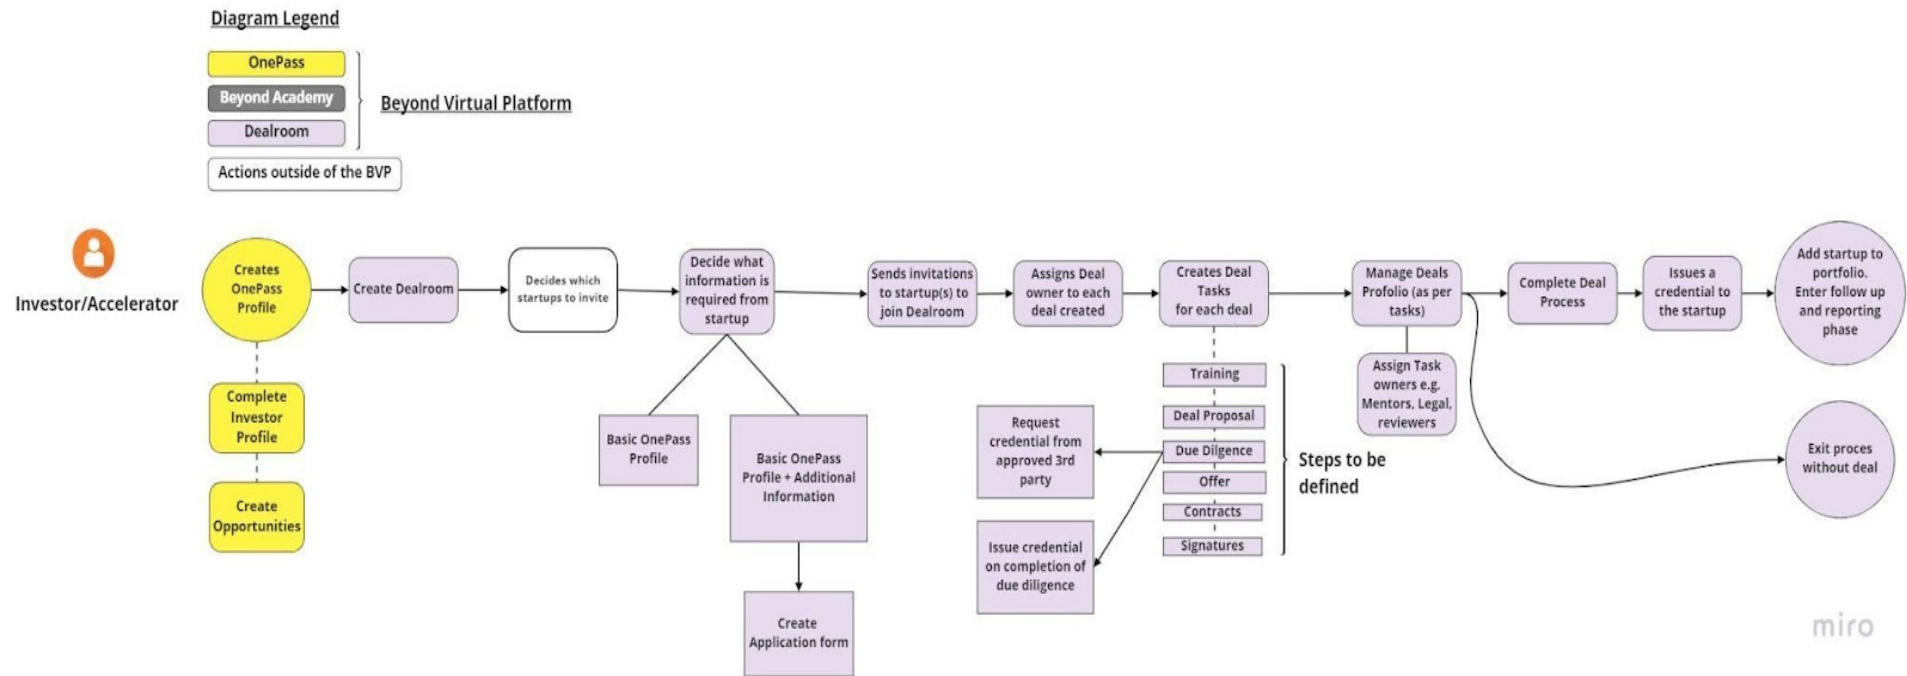 Diagram Legend
OnePass
Beyond Academy
Dealroom
Beyond Virtual Platform
Actions outside of the BVP
Investor/Accelerator
Creates
OnePass
Profile
Complete
Investor
Profile
Create
Opportunities
Create Dealroom
Decides which
startups to invite
Decide what
information is
required from
startup
Basic OnePass
Profile
Basic OnePass
Profile + Additional
Information
Create
Application form
Sends invitations
to startup(s) to
join Dealroom
Assigns Deal
owner to each
deal created
Creates Deal
Tasks
for each deal
Training
Deal Proposal
Due Dilgence
Offer
Contracts
Signatures
Steps to be
defined
Request
credential from
approved 3rd
party
Issue credential
on completion of
due diligence
Manage Deals
Profolio (as per
tasks)
Assign Task
owners e.g.
Mentors, Legal,
reviewers
Complete Deal
Process
Issues a
credential to
the startup
Add startup to
portfolio.
Enter follow up
and reporting
phase
Exit proces
without deal
miro